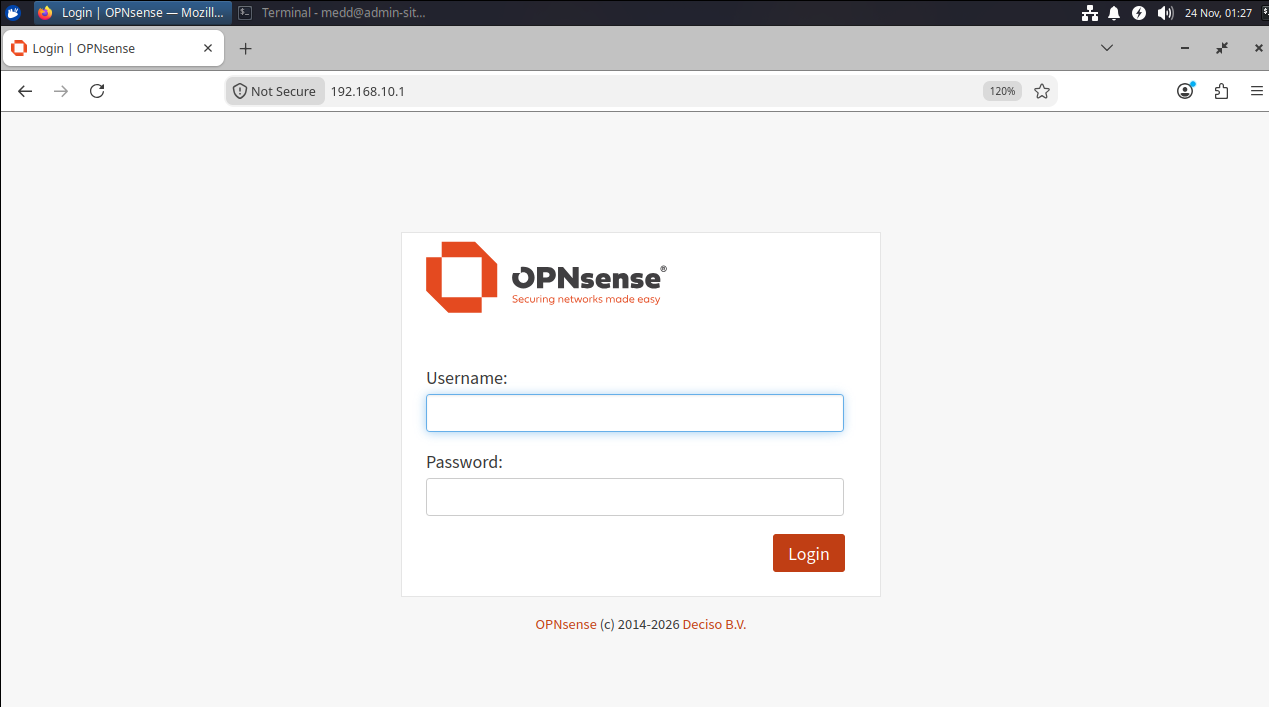 Login | OPNsense — Mozill...
Terminal - medd@admin-sit...
24 Nov, 01:27
Login | OPNsense
Not Secure
192.168.10.1
120%
OPNsense®
Securing networks made easy
Username:
Password:
Login
OPNsense (c) 2014-2026 Deciso B.V.